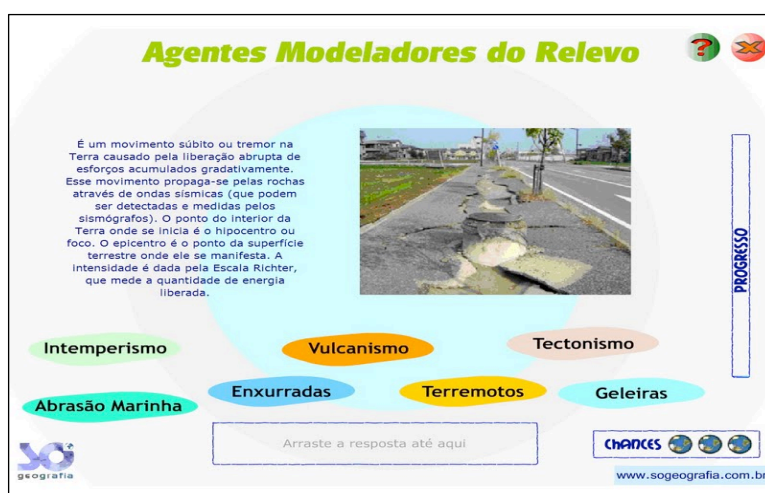 Agentes Modeladores do Relevo
?
É um movimento súbito ou tremor na
Terra causado pela liberação abrupta de
esforços acumulados gradativamente.
Esse movimento propaga-se pelas rochas
através de ondas sísmicas (que podem
ser detectadas e medidas pelos
sismógrafos). O ponto do interior da
Terra onde se inicia é o hipocentro ou
foco. O epicentro é o ponto da superfície
terrestre onde ele se manifesta. A
intensidade é dada pela Escala Richter,
que mede a quantidade de energia
liberada.
PROGRESSO
Intemperismo
Vulcanismo
Tectonismo
Abrasão Marinha
Enxurradas
Terremotos
Geleiras
Arraste a resposta até aqui
CHANCES
SÓ
geografia
www.sogeografia.com.br